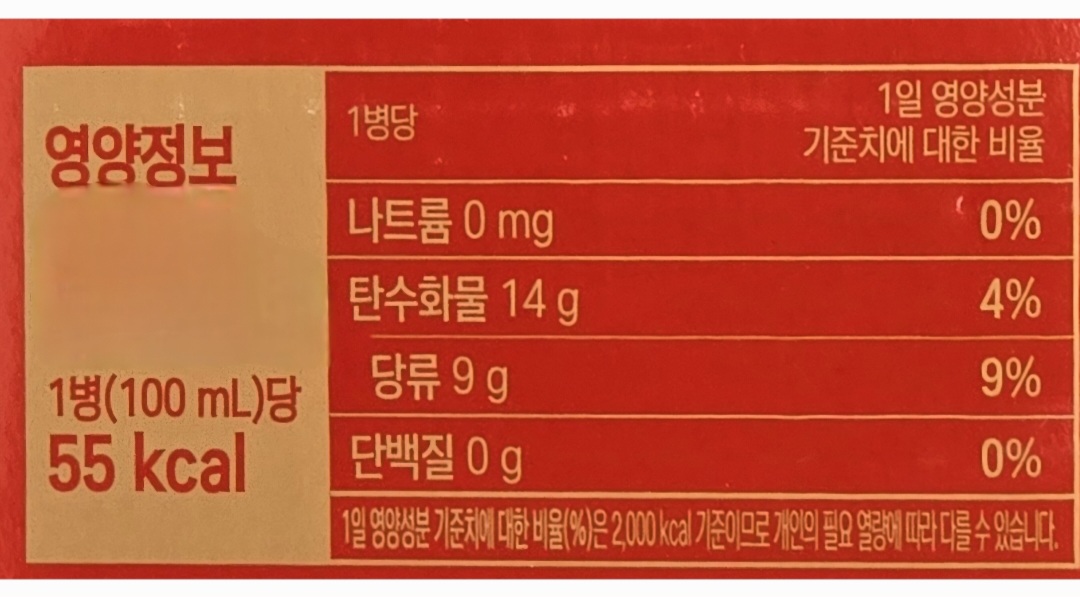 영양정보
1병(100 mL)당
55 kcal
1병당
1일 영양성분
기준치에 대한 비율
나트륨 0 mg 0%
탄수화물 14 g 4%
당류 9 g 9%
단백질 0 g 0%
1일 영양성분 기준치에 대한 비율(%)은 2,000 kcal 기준이므로 개인의 필요 열량에 따라 다를 수 있습니다.